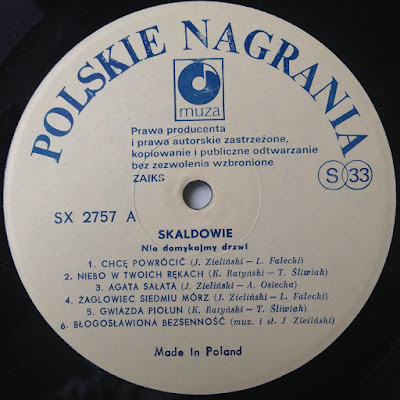 POLSKIE NAGRANIA
muza
Prawa producenta
i prawa autorskie zastrzeżone,
kopiowanie i publiczne odtwarzanie
bez zezwolenia wzbronione
ZAIKS
S 33
SX 2757 A
SKALDOWIE
Nie domykajmy drzwi
1. CHCĘ POWRÓCIĆ (J. Zieliński — L. Falecki)
2. NIEBO W TWOICH RĘKACH (K. Ratyński — T. Śliwiak)
3. AGATA SAŁATA (J. Zieliński — A. Osiecka)
4. ŻAGLOWIEC SIEDMIU MÓRZ (J. Zieliński — L. Falecki)
5. GWIAZDA PIOŁUN (K. Ratyński — T. Śliwiak)
6. BŁOGOSŁAWIONA BEZSENNOŚĆ (muz. i sł. J. Zieliński)
Made In Poland